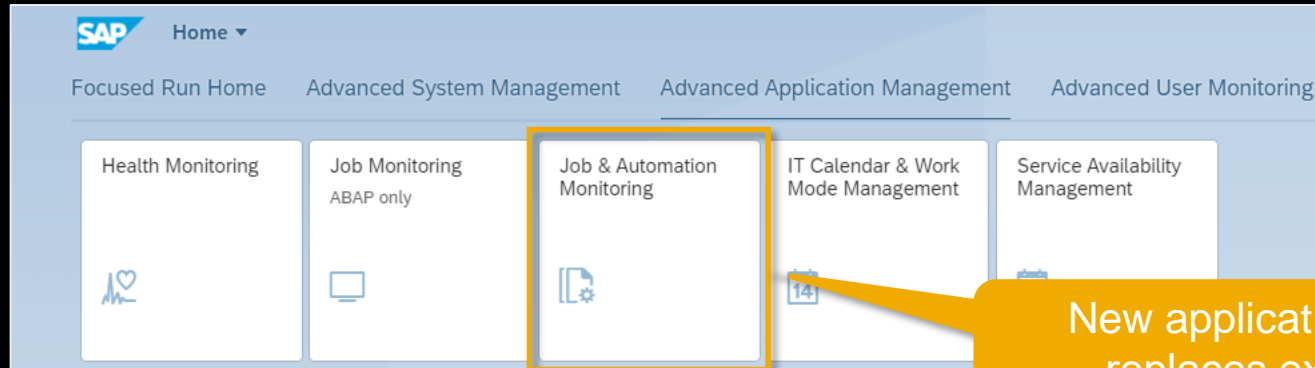 SAP Home
Focused Run Home Advanced System Management Advanced Application Management Advanced User Monitoring
Health Monitoring
Job Monitoring
ABAP only
Job & Automation
Monitoring
IT Calendar & Work
Mode Management
Service Availability
Management
14
New
replaces